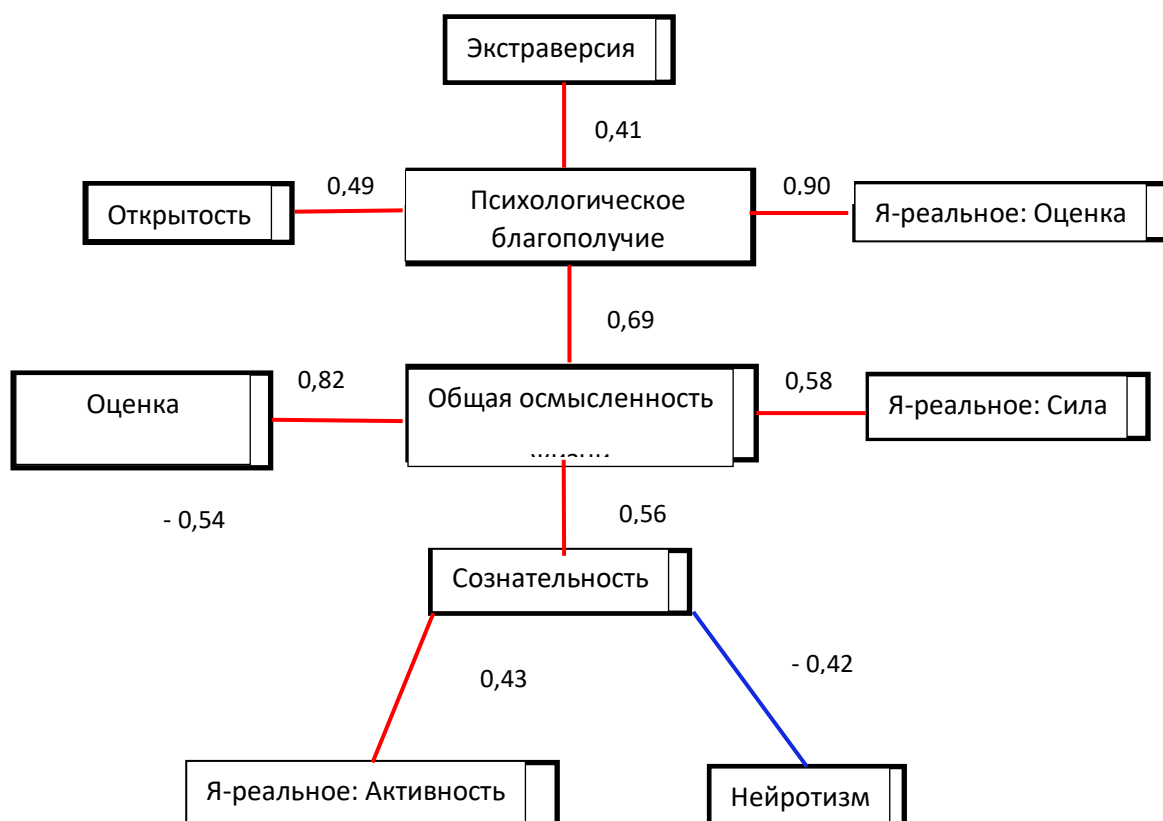 Экстраверсия
0,41
0,49
0,90
Открытость
Психологическое
благополучие
Я-реальное: Оценка
0,69
Оценка
0,82
Общая осмысленность
0,58
Я-реальное: Сила
- 0,54
0,56
Сознательность
0,43
- 0,42
Я-реальное: Активность
Нейротизм